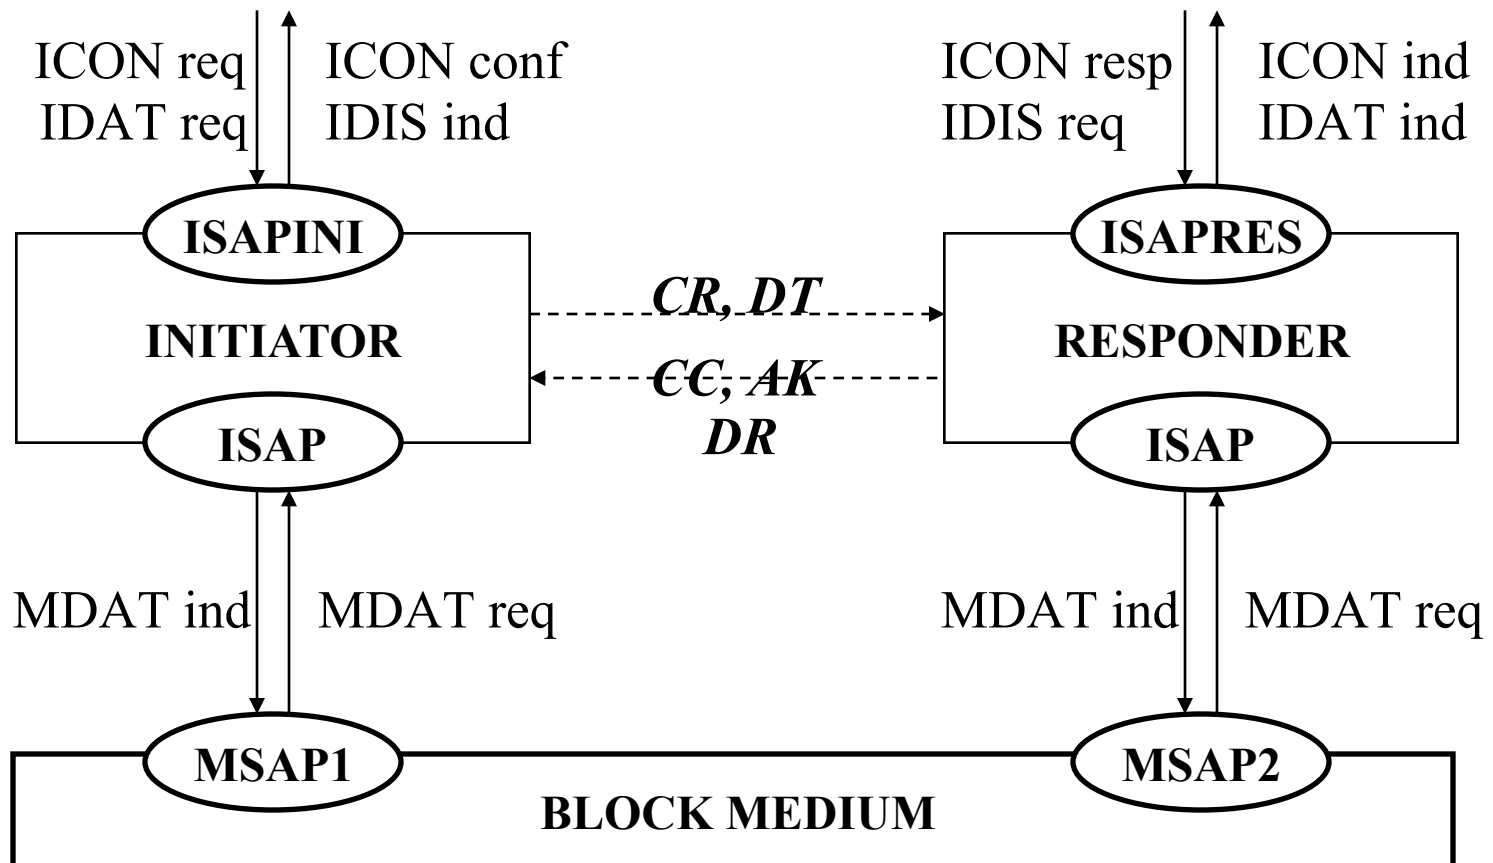 ICON req
IDAT req
ICON conf
IDIS ind
ICON resp
IDIS req
ICON ind
IDAT ind
ISAPINI
ISAPRES
CR, DT
INITIATOR
RESPONDER
CC, AK
DR
ISAP
ISAP
MDAT ind
MDAT req
MDAT ind
MDAT req
MSAP1
MSAP2
BLOCK MEDIUM